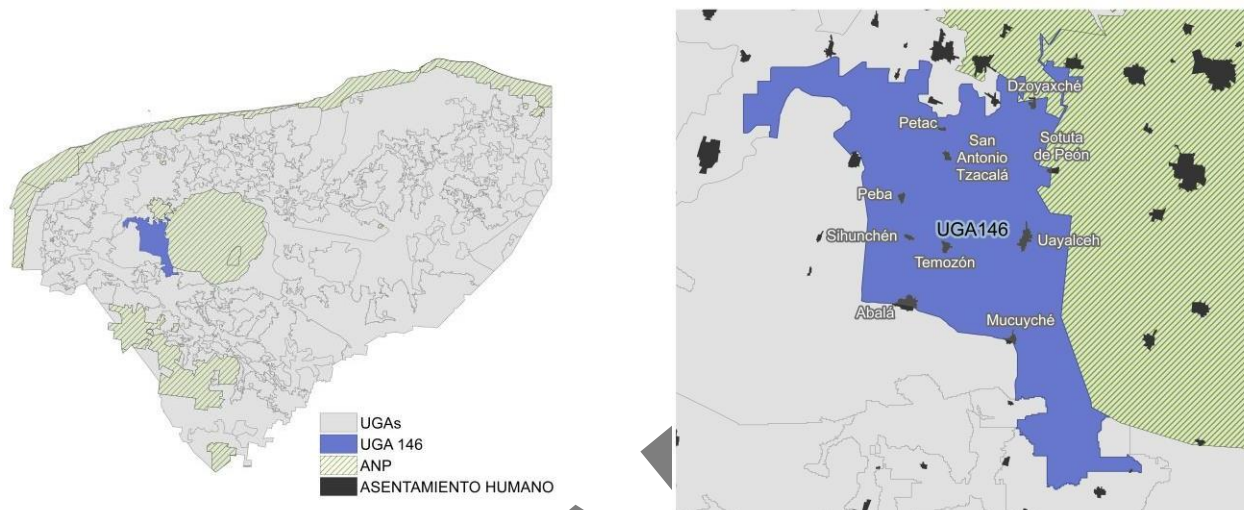 UGAs
UGA 146
ANP
ASENTAMIENTO HUMANO
Dzoyaxché
Petac
San
Antonio
Tzacalá
Sotuta
de Peón
Peba
Sihunchén
UGA146
Uayalceh
Temozón
Abalá
Mucuyché